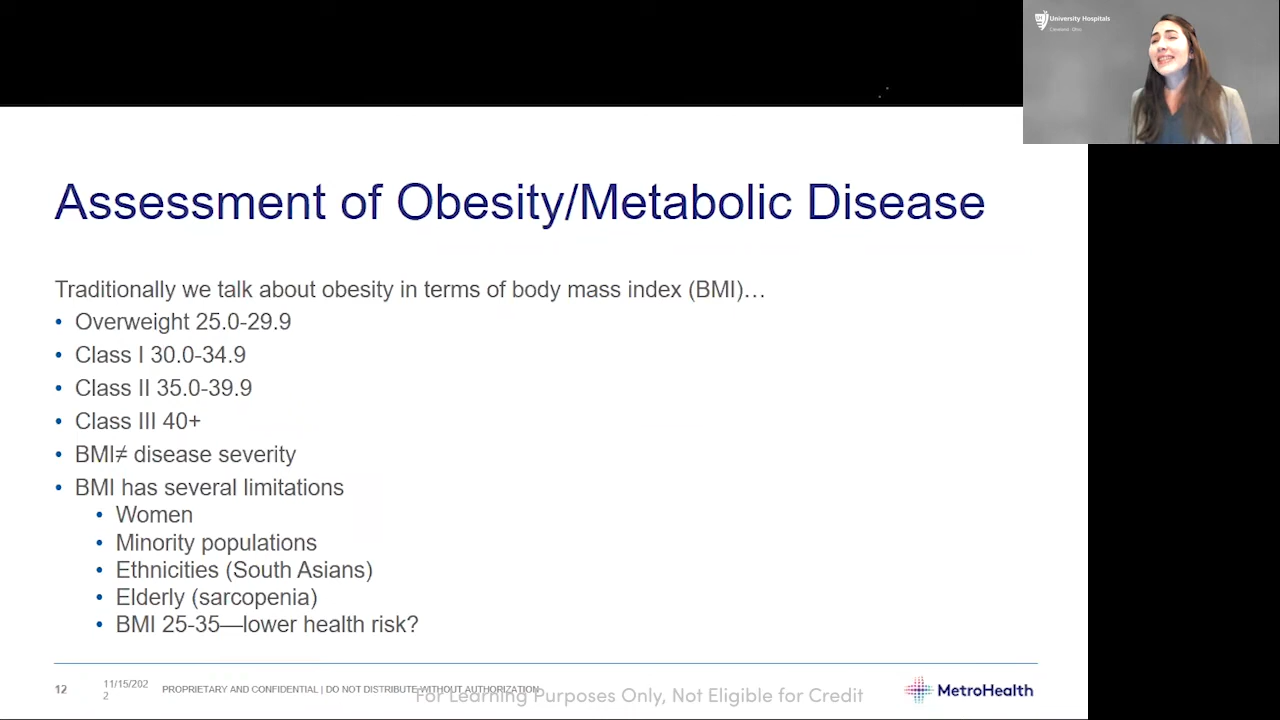 University Hospitals
Cleveland Ohio
Assessment of Obesity/Metabolic Disease
Traditionally we talk about obesity in terms of body mass index (BMI)…
• Overweight 25.0-29.9
• Class I 30.0-34.9
• Class II 35.0-39.9
• Class III 40+
• BMI≠ disease severity
• BMI has several limitations
• Women
• Minority populations
• Ethnicities (South Asians)
• Elderly (sarcopenia)
• BMI 25-35—lower health risk?
12
11/15/202
2
PROPRIETARY AND CONFIDENTIAL | DO NOT DISTRIBUTE WITHOUT AUTHORIZATION
For Learning Purposes Only, Not Eligible for Credit
MetroHealth